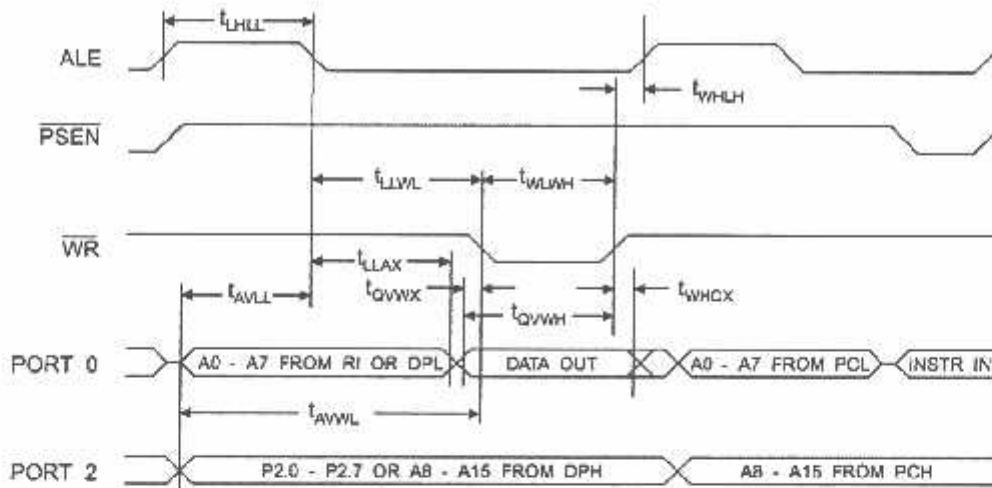 tLHLL
ALE
tWHLH
PSEN
tLLWL
tWLWH
WR
tLLAX
tQVWX
tWHQX
tAVLL
tQVWH
PORT 0
A0 - A7 FROM RI OR DPL
DATA OUT
A0 - A7 FROM PCL
INSTR IN
tAVWL
PORT 2
P2.0 - P2.7 OR A8 - A15 FROM DPH
A8 - A15 FROM PCH